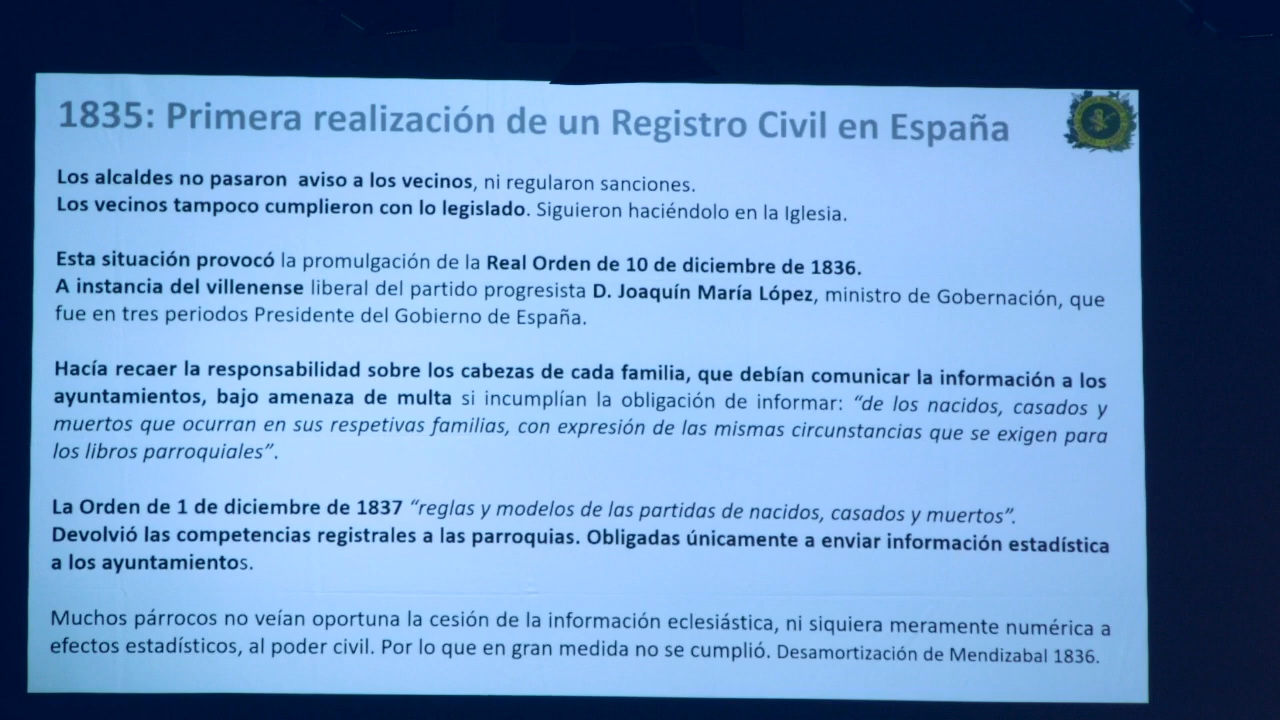 1835: Primera realización de un Registro Civil en España
Los alcaldes no pasaron aviso a los vecinos, ni regularon sanciones.
Los vecinos tampoco cumplieron con lo legislado. Siguieron haciéndolo en la Iglesia.
Esta situación provocó la promulgación de la Real Orden de 10 de diciembre de 1836.
A instancia del villenense liberal del partido progresista D. Joaquín María López, ministro de Gobernación, que
fue en tres periodos Presidente del Gobierno de España.
Hacía recaer la responsabilidad sobre los cabezas de cada familia, que debían comunicar la información a los
ayuntamientos, bajo amenaza de multa si incumplían la obligación de informar: “de los nacidos, casados y
muertos que ocurran en sus respetivas familias, con expresión de las mismas circunstancias que se exigen para
los libros parroquiales”.
La Orden de 1 de diciembre de 1837 “reglas y modelos de las partidas de nacidos, casados y muertos”.
Devolvió las competencias registrales a las parroquias. Obligadas únicamente a enviar información estadística
a los ayuntamientos.
Muchos párrocos no veían oportuna la cesión de la información eclesiástica, ni siquiera meramente numérica a
efectos estadísticos, al poder civil. Por lo que en gran medida no se cumplió. Desamortización de Mendizabal 1836.